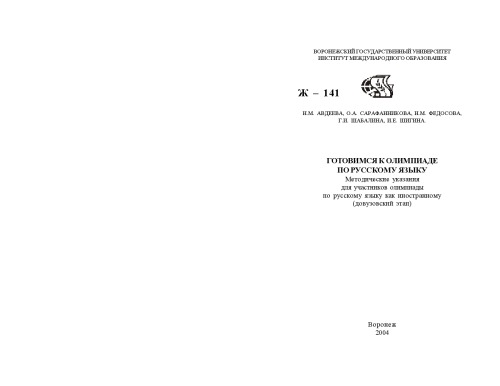 ВОРОНЕЖСКИЙ ГОСУДАРСТВЕННЫЙ УНИВЕРСИТЕТ
ИНСТИТУТ МЕЖДУНАРОДНОГО ОБРАЗОВАНИЯ
Ж – 141
И.М. АВДЕЕВА, О.А. САРАФАННИКОВА, И.М. ФЕДОСОВА,
Г.И. ШАБАЛИНА, И.Е. ШИГИНА
ГОТОВИМСЯ К ОЛИМПИАДЕ
ПО РУССКОМУ ЯЗЫКУ
Методические указания
для участников олимпиады
по русскому языку как иностранному
(довузовский этап)
Воронеж
2004